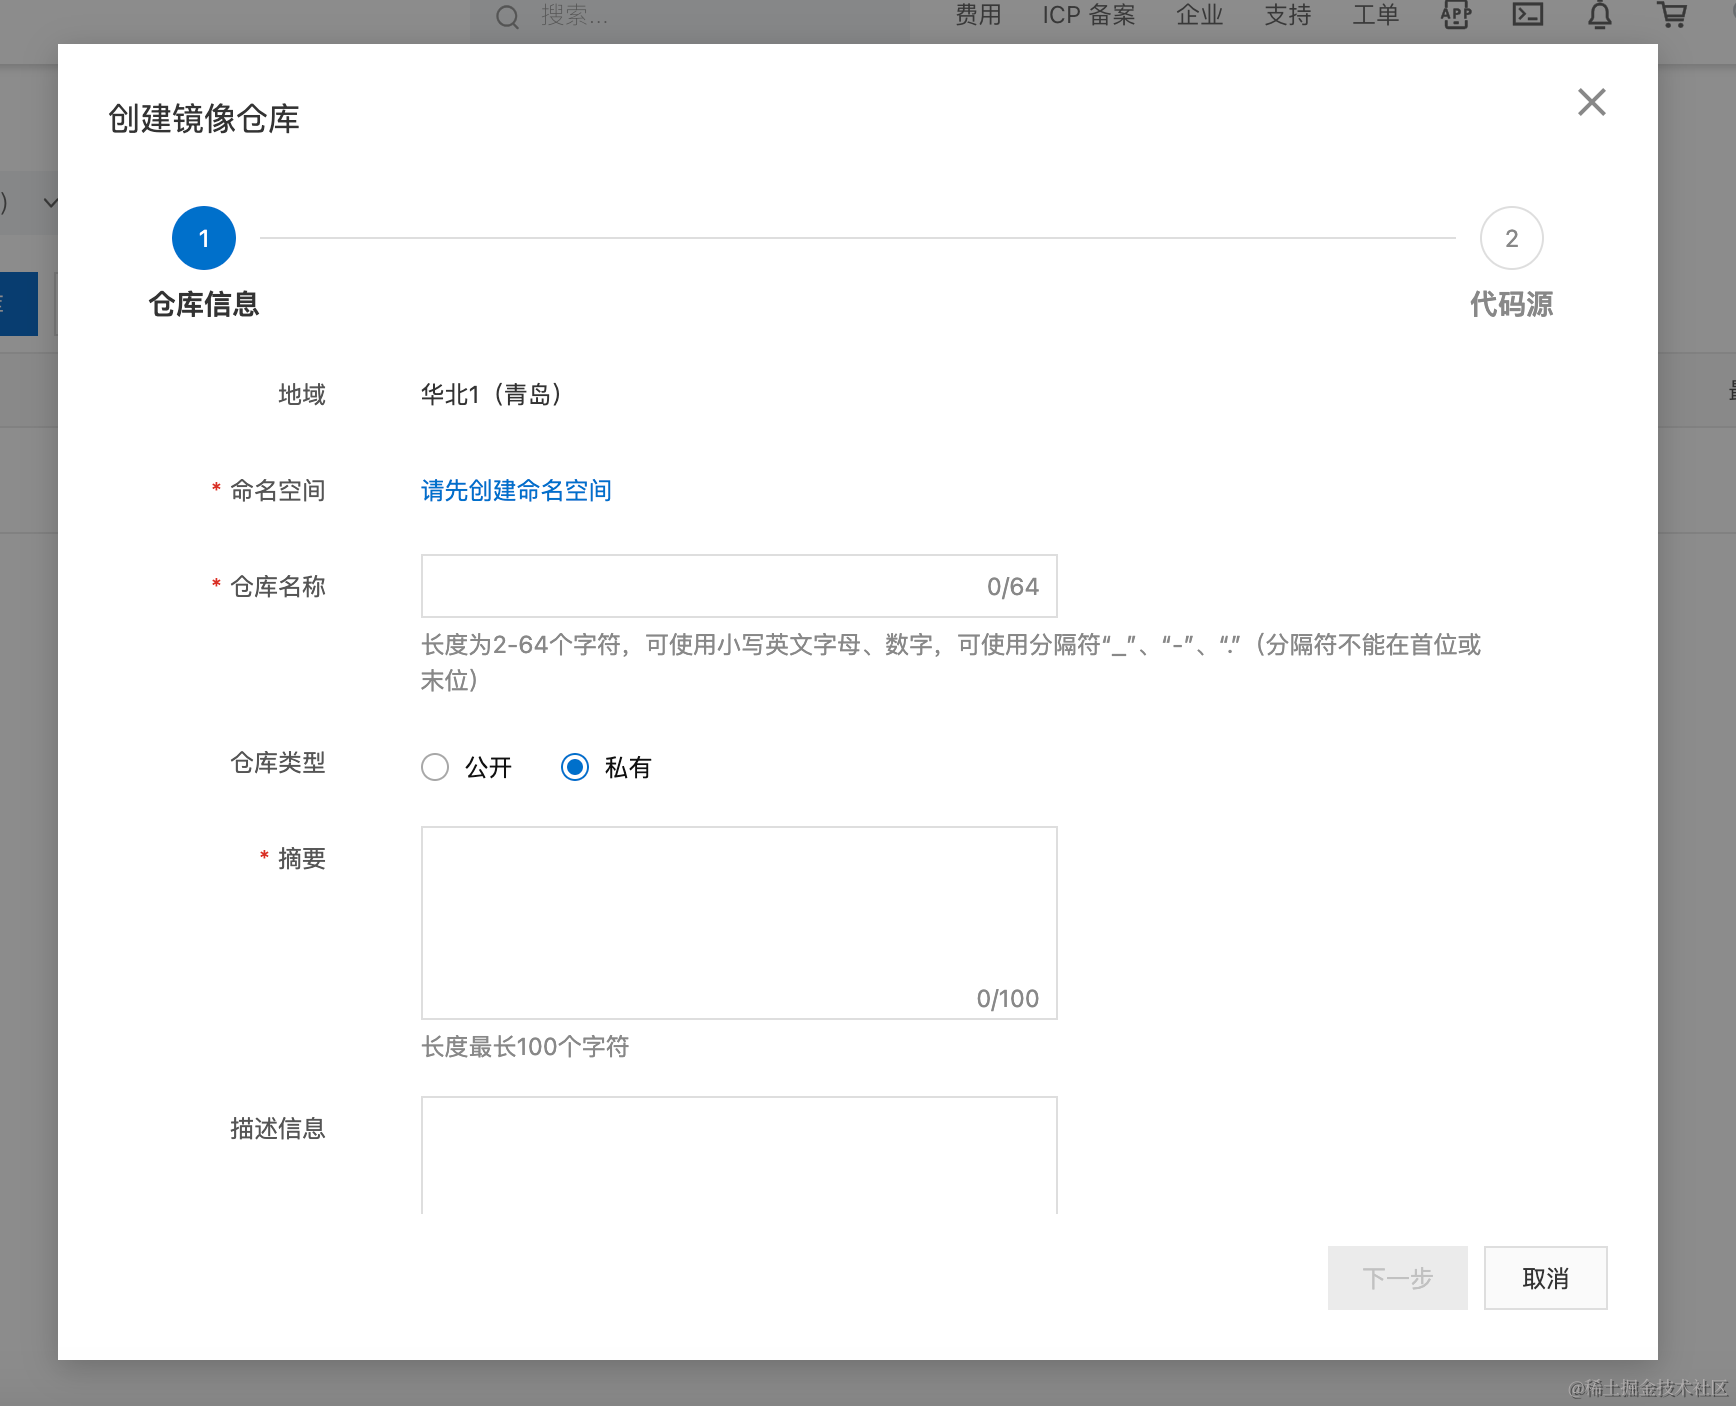 搜索...
费用
ICP 备案
企业
支持
工单
APP
创建镜像仓库
1
2
仓库信息
代码源
地域
华北1（青岛）
* 命名空间
请先创建命名空间
* 仓库名称
0/64
长度为2-64个字符，可使用小写英文字母、数字，可使用分隔符“_”、“-”、“.”（分隔符不能在首位或
末位）
仓库类型
公开
私有
* 摘要
0/100
长度最长100个字符
描述信息
下一步
取消
@稀土掘金技术社区